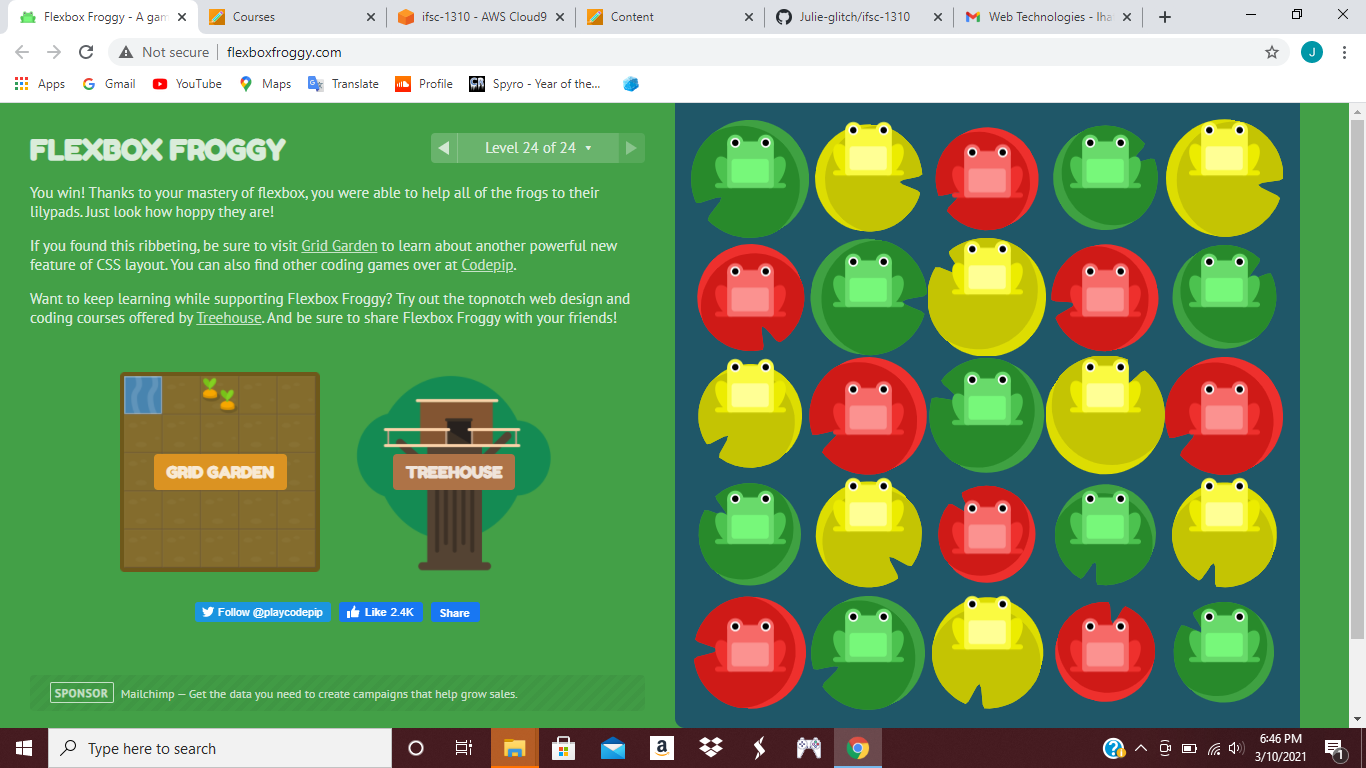 Flexbox Froggy - A gam
Courses
ifsc-1310 - AWS Cloud9
Content
Julie-glitch/ifsc-1310
Web Technologies - lha
Not secure
flexboxfroggy.com
J
Apps
Gmail
YouTube
Maps
Translate
Profile
Spyro - Year of the...
FLEXBOX FROGGY
Level 24 of 24
You win! Thanks to your mastery of flexbox, you were able to help all of the frogs to their
lilypads. Just look how hoppy they are!
If you found this ribbeting, be sure to visit Grid Garden to learn about another powerful new
feature of CSS layout. You can also find other coding games over at Codepip.
Want to keep learning while supporting Flexbox Froggy? Try out the topnotch web design and
coding courses offered by Treehouse. And be sure to share Flexbox Froggy with your friends!
GRID GARDEN
TREEHOUSE
Follow @playcodepip
Like 2.4K
Share
SPONSOR Mailchimp — Get the data you need to create campaigns that help grow sales.
Type here to search
6:46 PM
3/10/2021
1